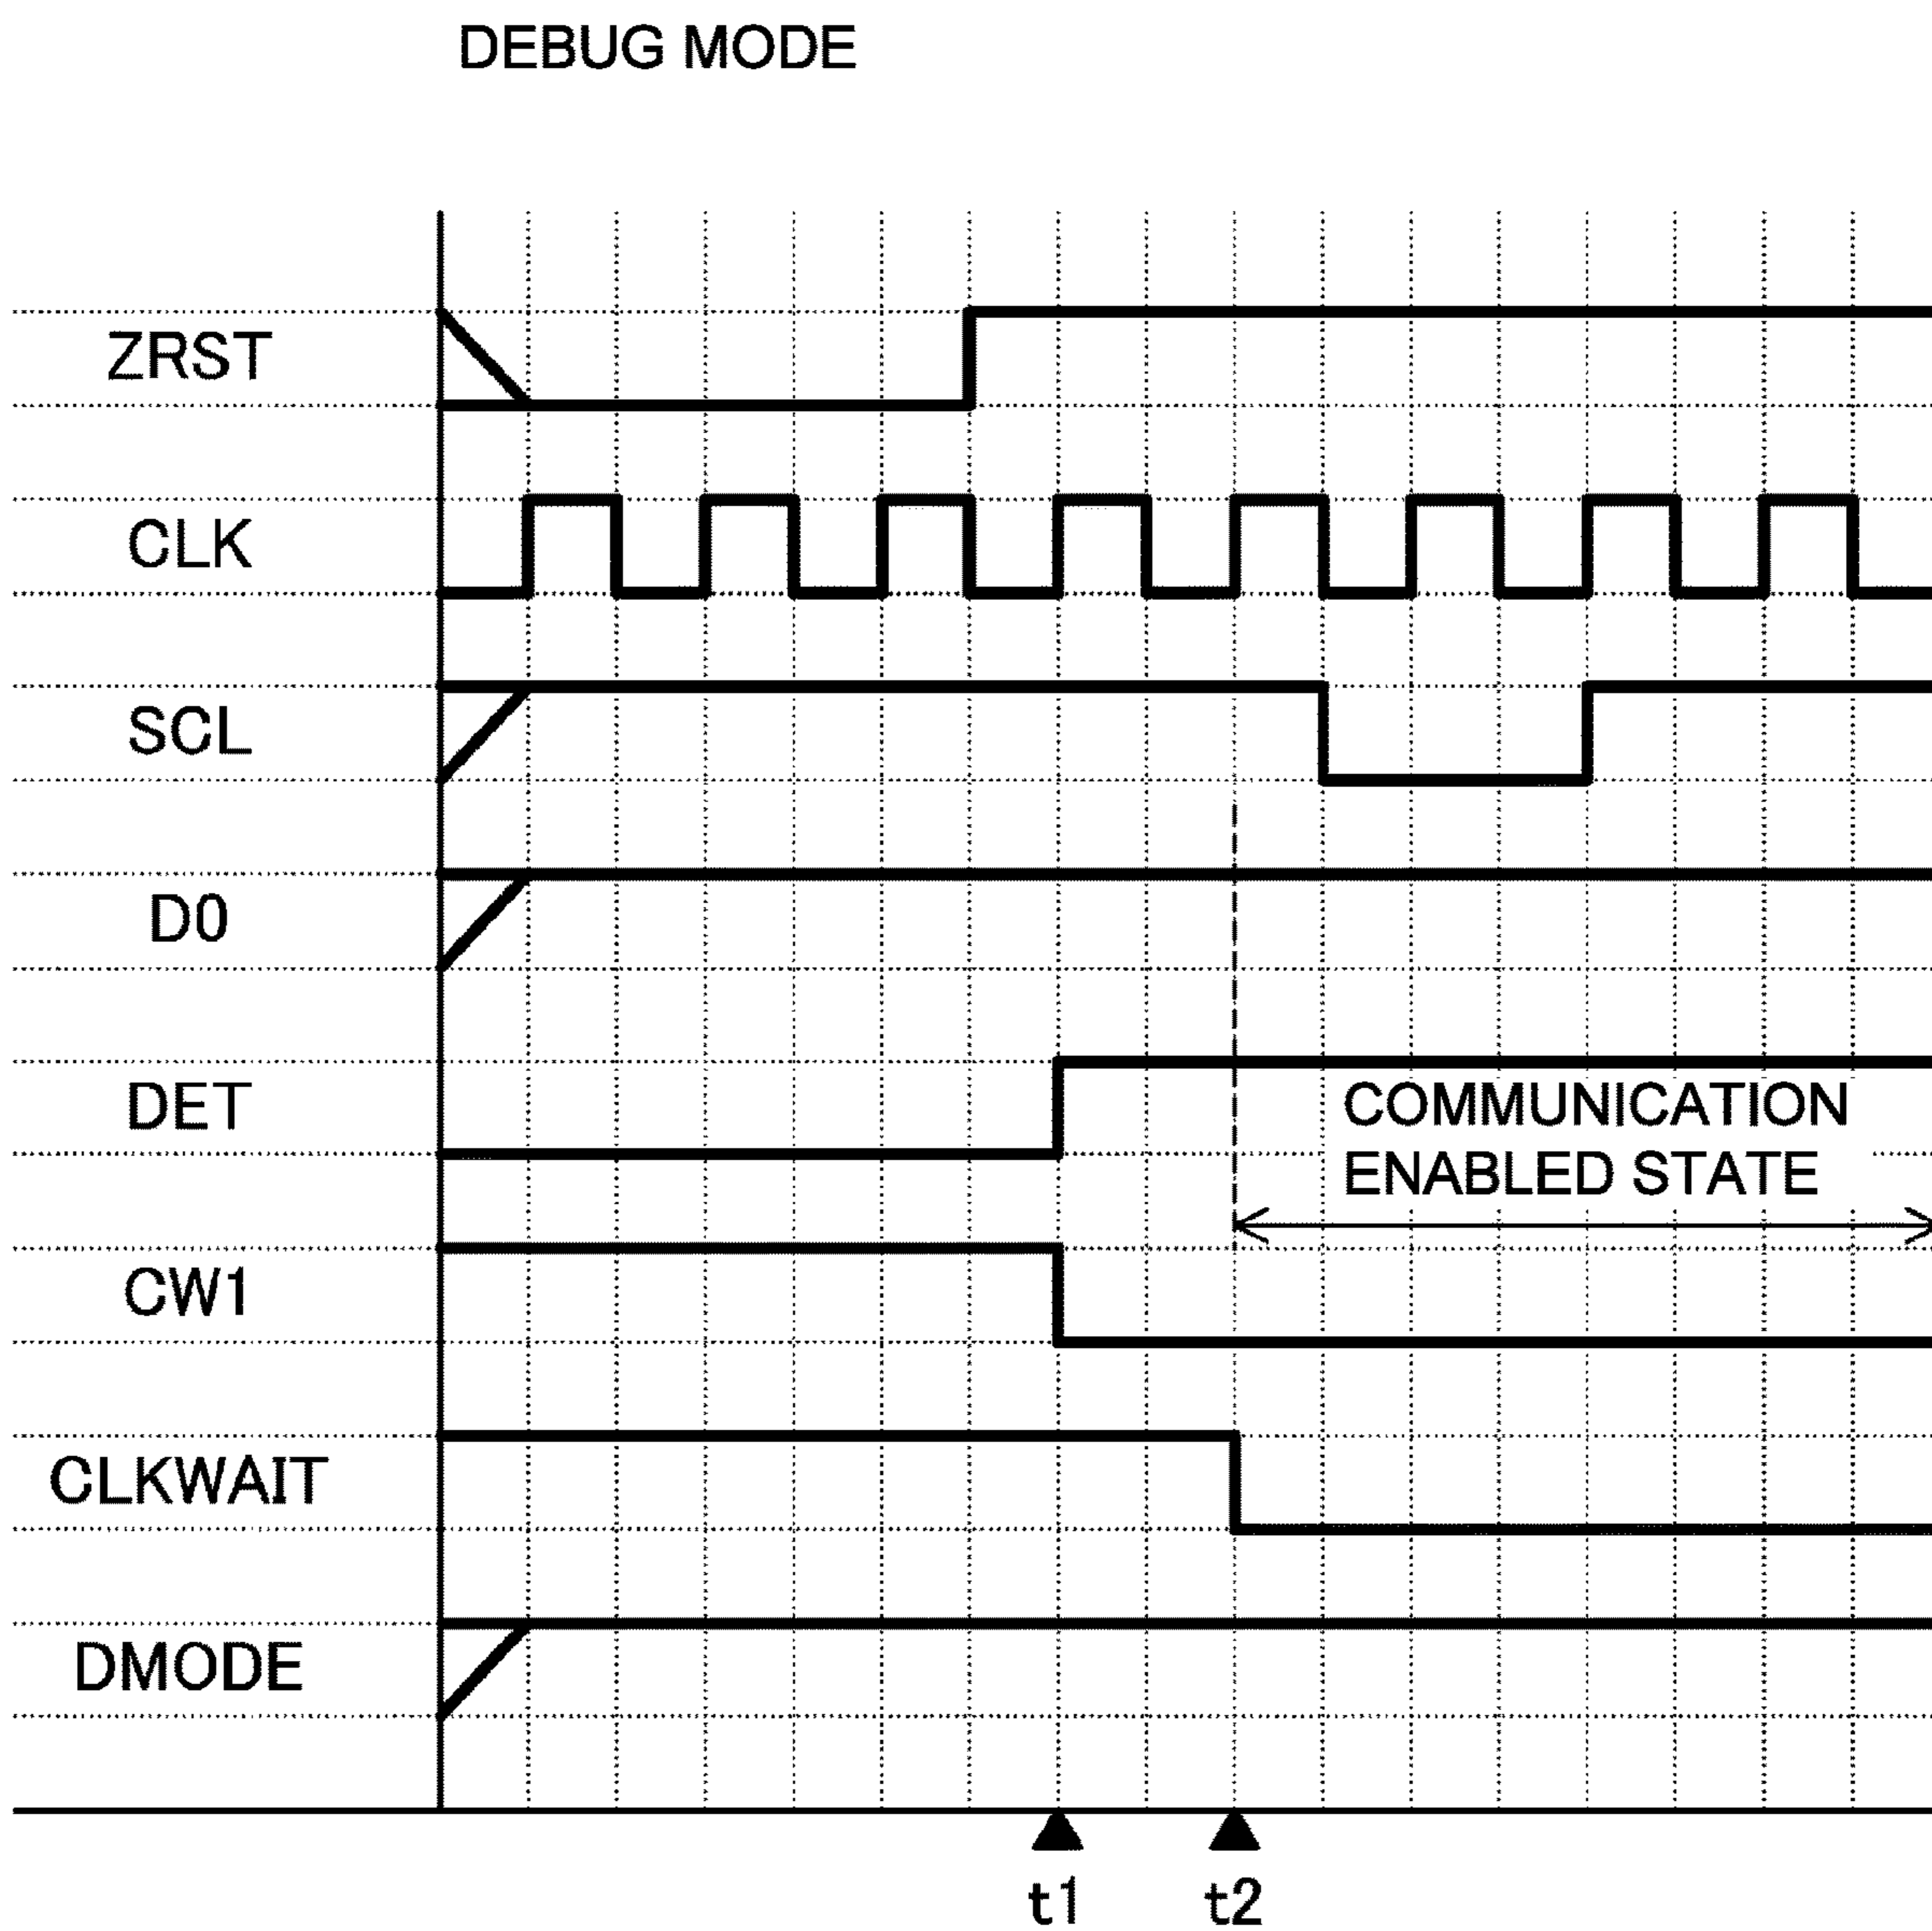 DEBUG MODE
ZRST
CLK
SCL
D0
DET
COMMUNICATION
ENABLED STATE
CW1
CLKWAIT
DMODE
t1
t2